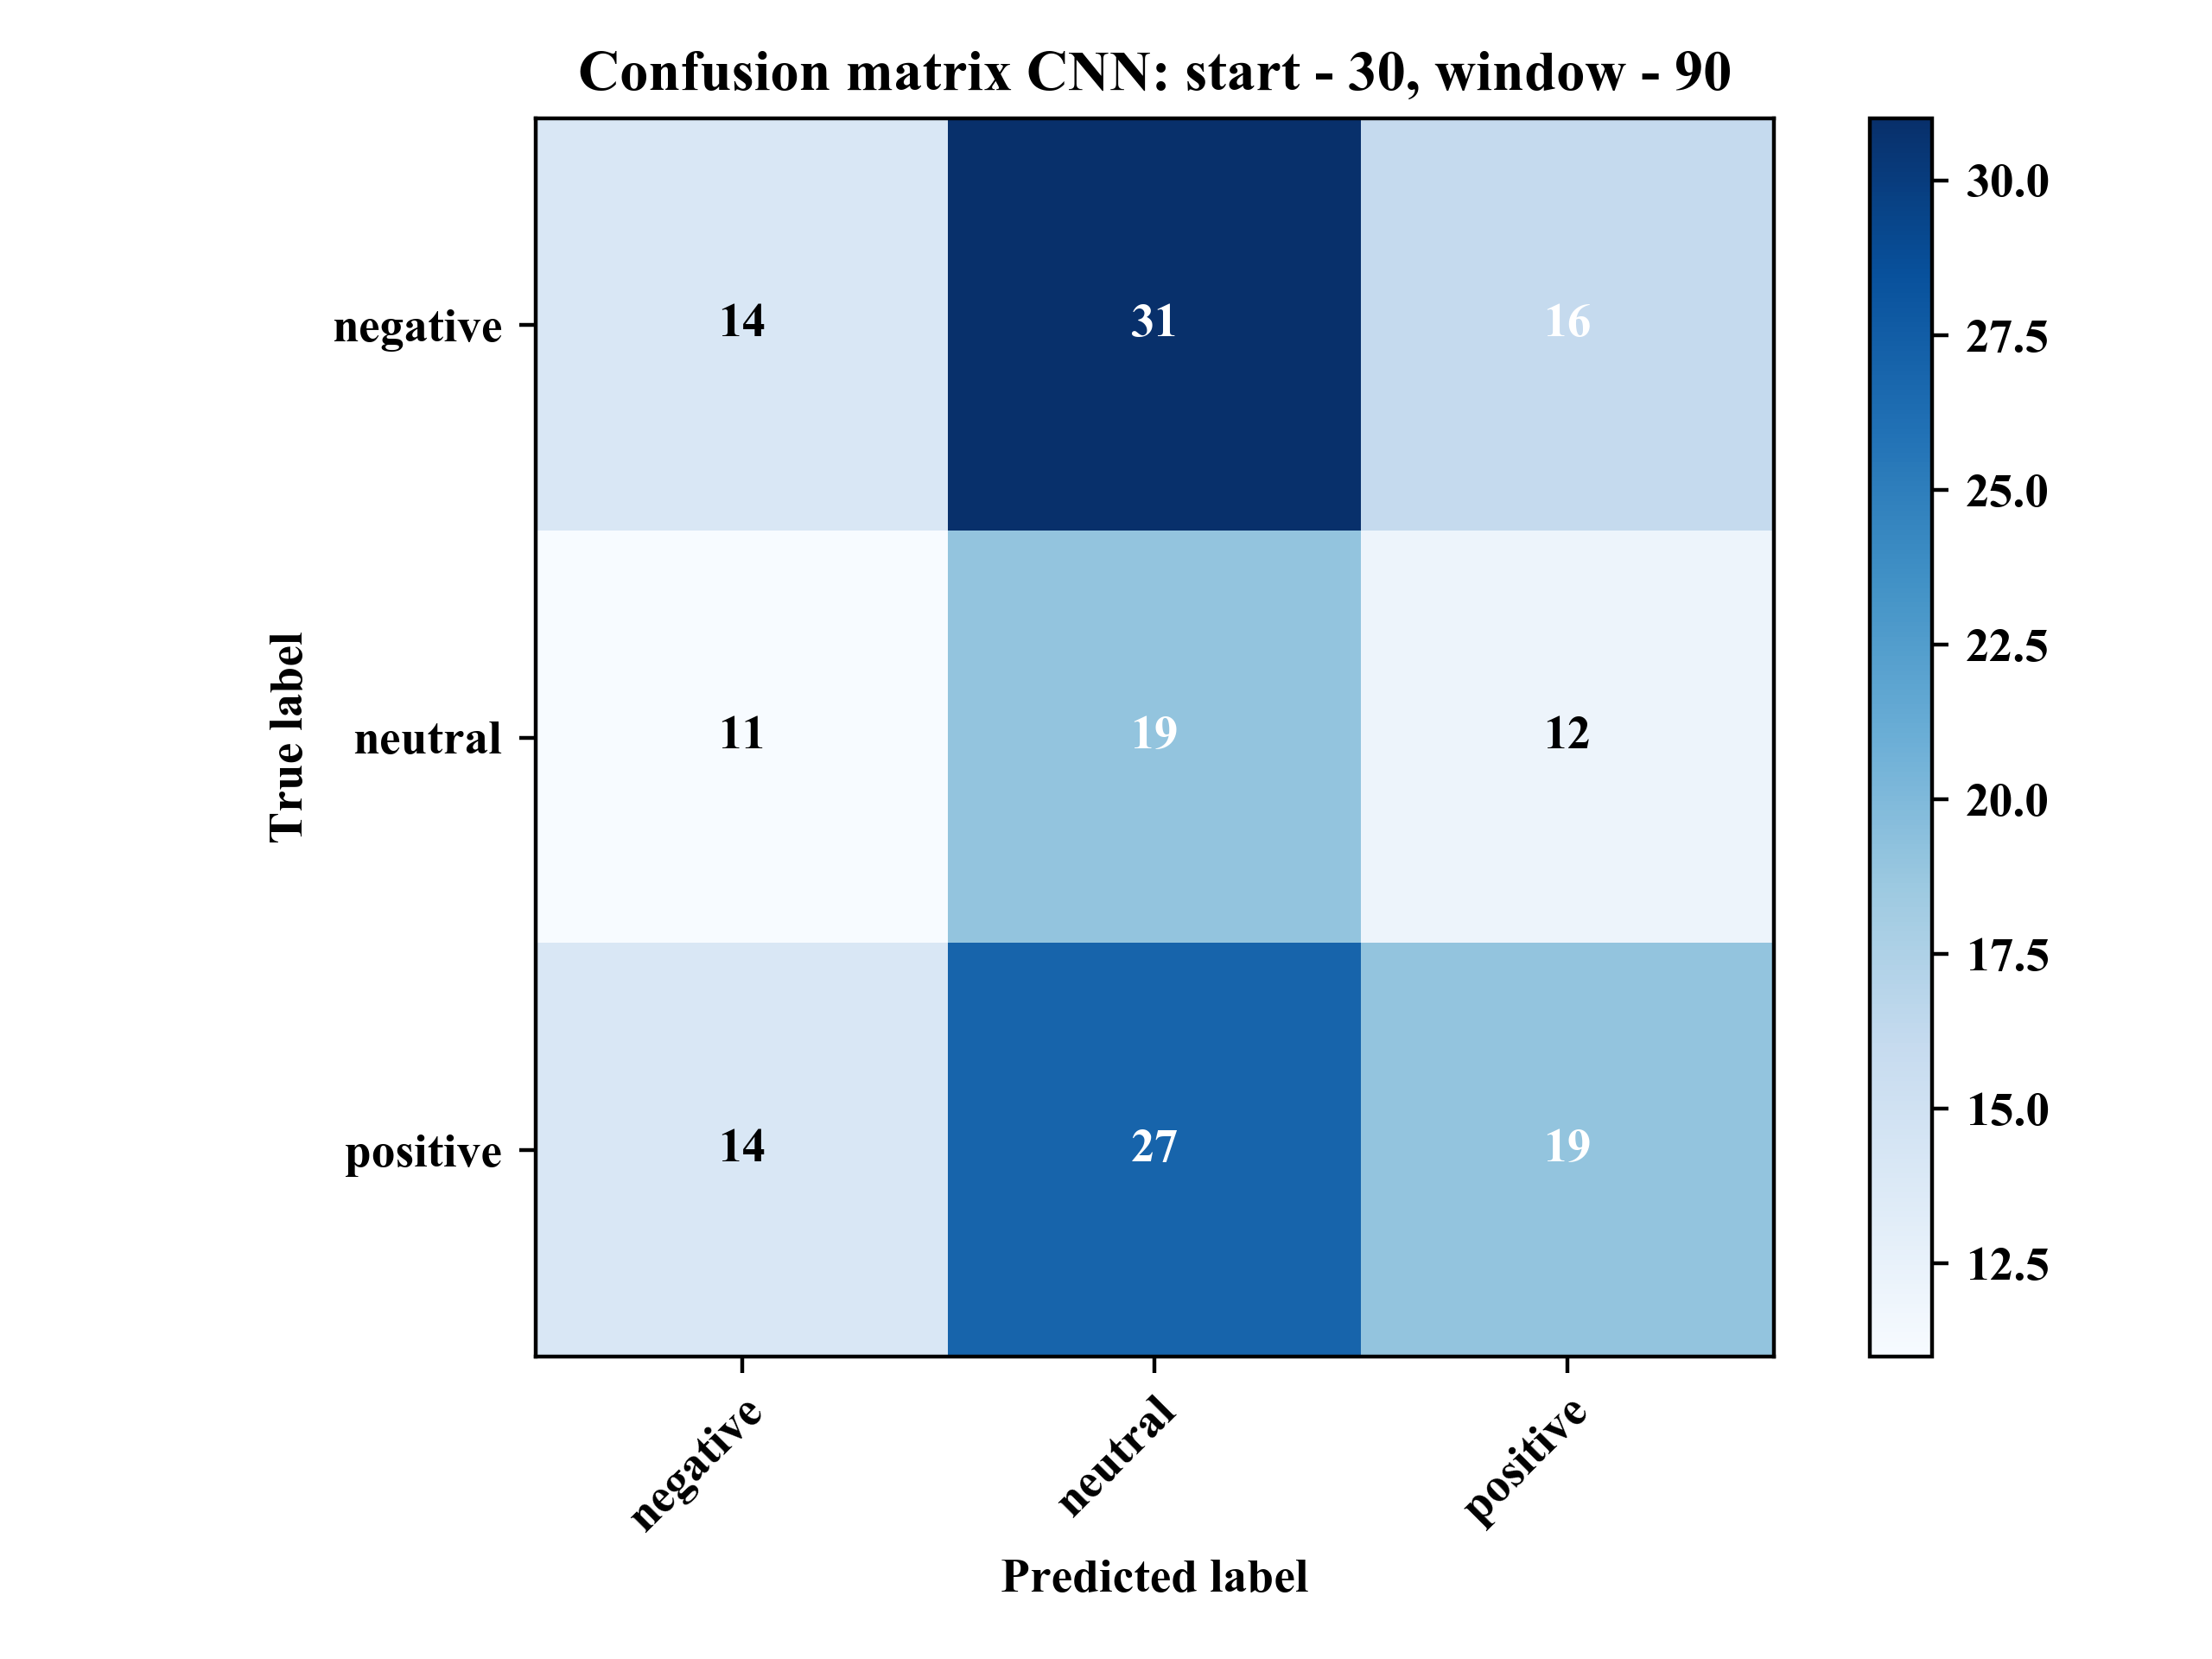 Confusion matrix CNN: start - 30, window - 90
True label
negative
14
31
16
neutral
11
19
12
positive
14
27
19
negative
neutral
positive
Predicted label
30.0
27.5
25.0
22.5
20.0
17.5
15.0
12.5